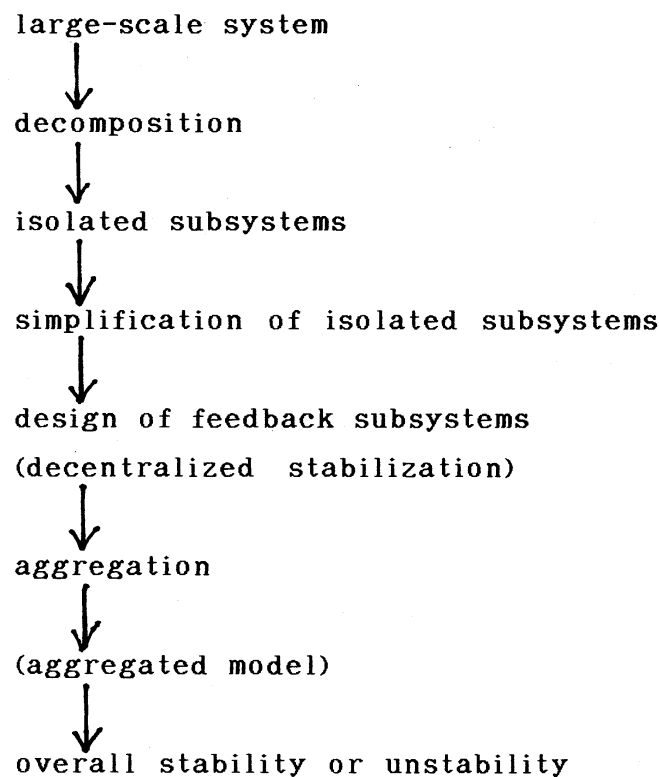 large-scale system
decomposition
isolated subsystems
simplification of isolated subsystems
design of feedback subsystems
(decentralized stabilization)
aggregation
(aggregated model)
overall stability or unstability